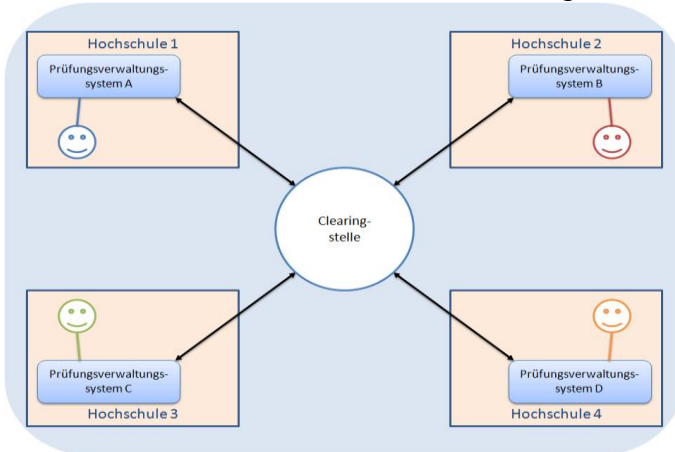 Hochschule 1
Prüfungsverwaltungs-
system A
Hochschule 2
Prüfungsverwaltungs-
system B
Clearing-
stelle
Prüfungsverwaltungs-
system C
Hochschule 3
Prüfungsverwaltungs-
system D
Hochschule 4